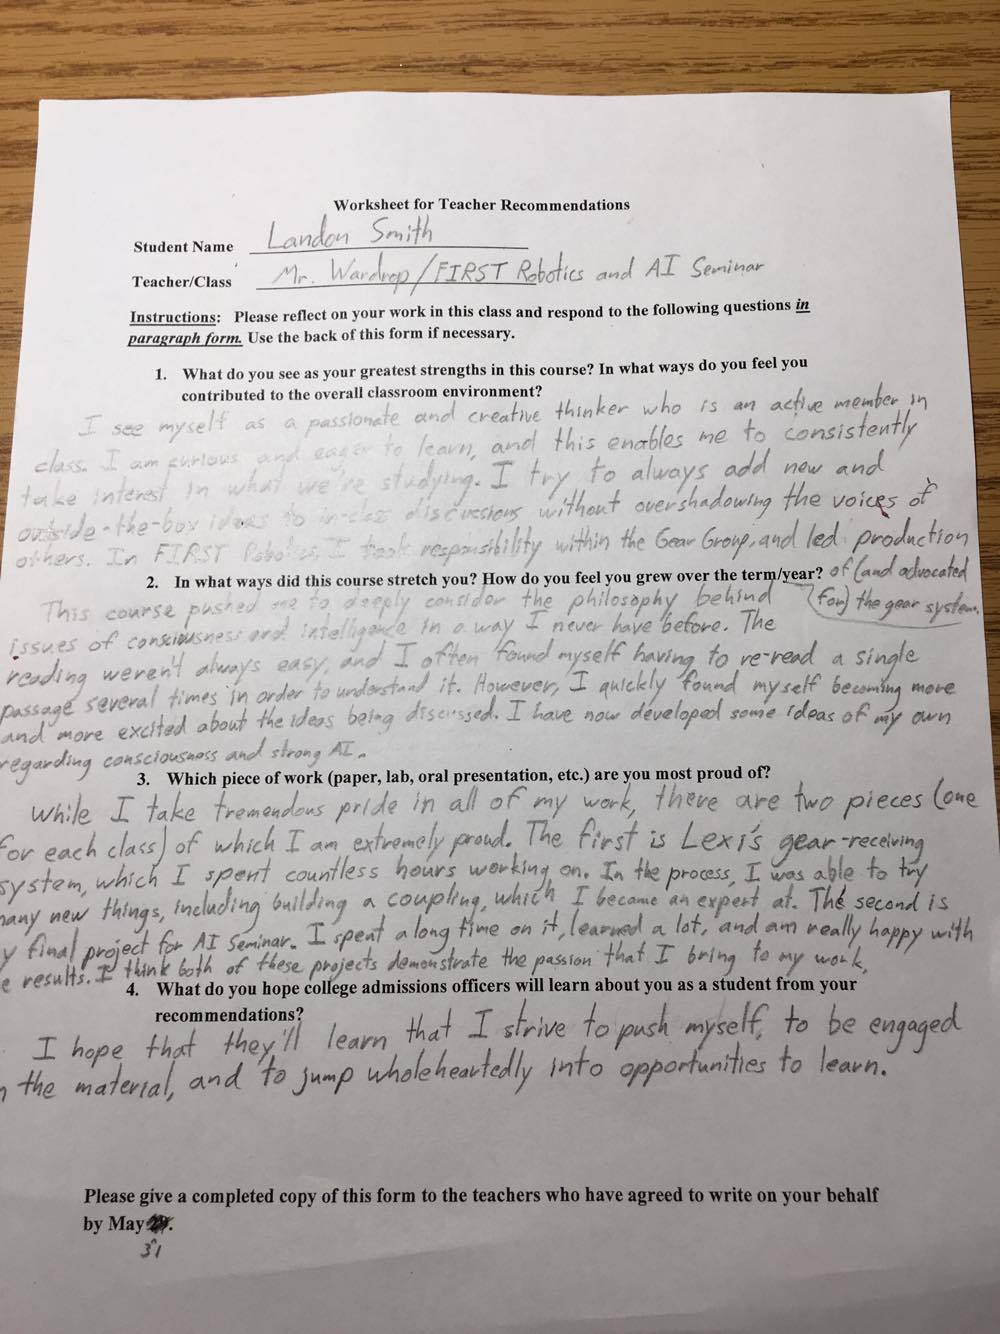 Worksheet for Teacher Recommendations
Student Name Landon Smith
Teacher/Class Mr. Wardrop/FIRST Robotics and AI Seminar
Instructions: Please reflect on your work in this class and respond to the following questions in
paragraph form. Use the back of this form if necessary.
1. What do you see as your greatest strengths in this course? In what ways do you feel you
contributed to the overall classroom environment?
I see myself as a passionate and creative thinker who is an active member in
class. I am curious and eager to learn, and this enables me to consistently
take interest in what we're studying. I try to always add new and
outside-the-box ideas to in-class discussions without overshadowing the voices of
others. In FIRST Robotics, I took responsibility within the Gear Group, and led production
of (and advocated
for) the gear system.
2. In what ways did this course stretch you? How do you feel you grew over the term/year?
This course pushed me to deeply consider the philosophy behind
issues of consciousness and intelligence in a way I never have before. The
reading weren't always easy, and I often found myself having to re-read a single
passage several times in order to understand it. However, I quickly found myself becoming more
and more excited about the ideas being discussed. I have now developed some ideas of my own
regarding consciousness and strong AI.
3. Which piece of work (paper, lab, oral presentation, etc.) are you most proud of?
While I take tremendous pride in all of my work, there are two pieces (one
for each class) of which I am extremely proud. The first is Lexi's gear-receiving
system, which I spent countless hours working on. In the process, I was able to try
many new things, including building a coupling, which I became an expert at. The second is
y final project for AI Seminar. I spent a long time on it, learned a lot, and am really happy with
e results. I think both of these projects demonstrate the passion that I bring to my work.
4. What do you hope college admissions officers will learn about you as a student from your
recommendations?
I hope that they'll learn that I strive to push myself, to be engaged
n the material, and to jump wholeheartedly into opportunities to learn.
Please give a completed copy of this form to the teachers who have agreed to write on your behalf
by May .
31